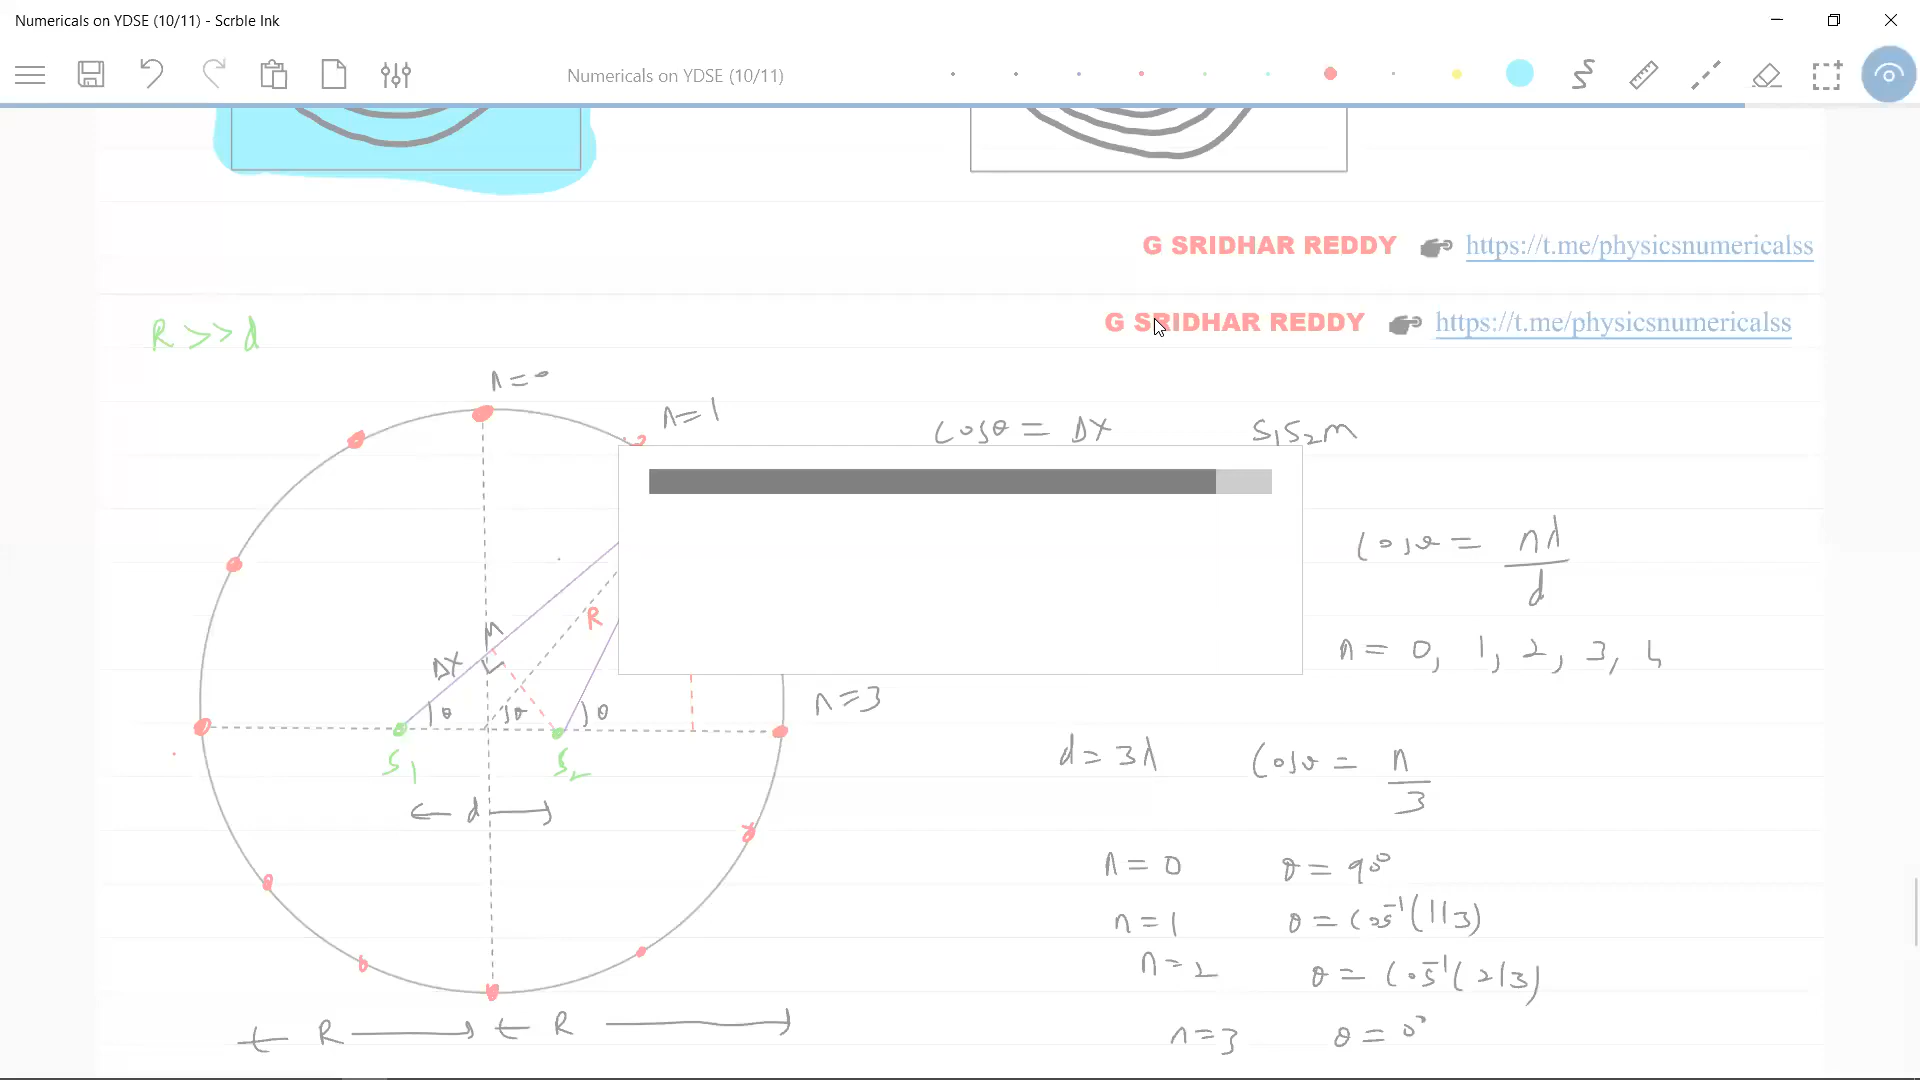 Numericals on YDSE (10/11) - Scrble Ink
Numericals on YDSE (10/11)
G SRIDHAR REDDY https://t.me/physicsnumericalss
R >> d
G SRIDHAR REDDY https://t.me/physicsnumericalss
n = 0
n = 1
cosθ = ΔX
S₁S₂M
cosθ = nλ/d
R
M
ΔX
n = 0, 1, 2, 3, 4
θ θ θ
n = 3
S₁ S₂
d = 3λ cosθ = n/3
d
n = 0 θ = 90°
n = 1 θ = cos⁻¹(1/3)
n = 2 θ = cos⁻¹(2/3)
R R
n = 3 θ = 0°